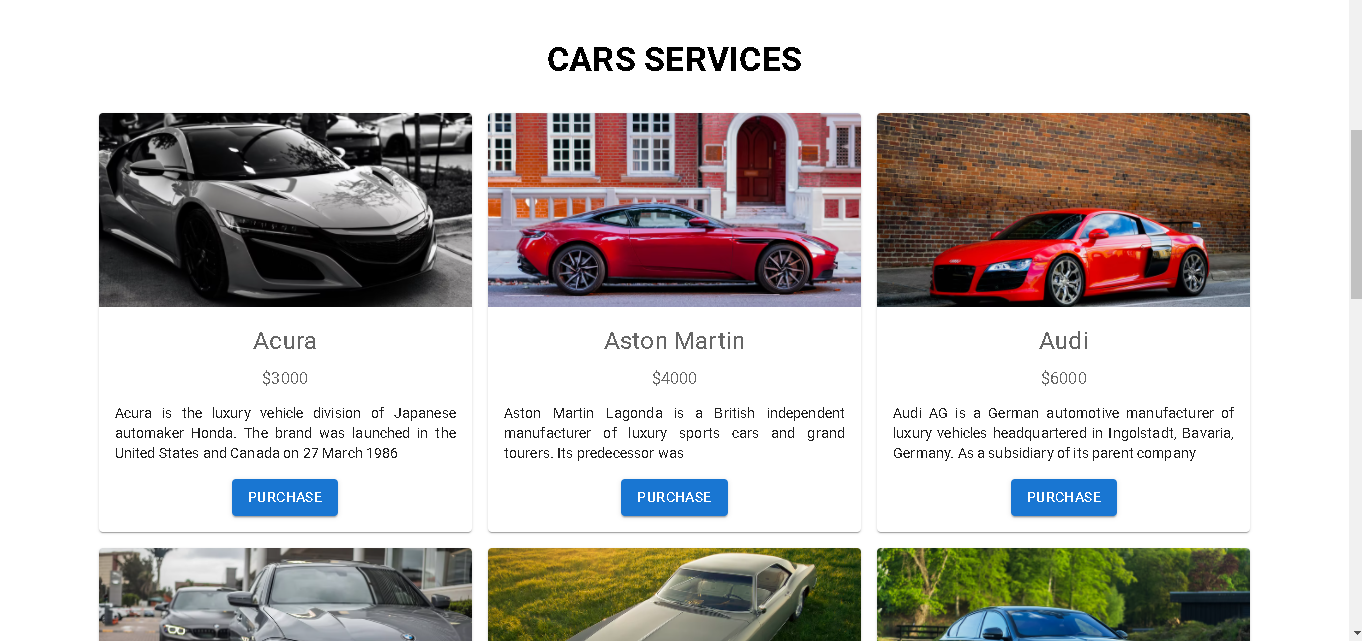 CARS SERVICES
Acura
$3000
Acura is the luxury vehicle division of Japanese
automaker Honda. The brand was launched in the
United States and Canada on 27 March 1986
PURCHASE
Aston Martin
$4000
Aston Martin Lagonda is a British independent
manufacturer of luxury sports cars and grand
tourers. Its predecessor was
PURCHASE
Audi
$6000
Audi AG is a German automotive manufacturer of
luxury vehicles headquartered in Ingolstadt, Bavaria,
Germany. As a subsidiary of its parent company
PURCHASE